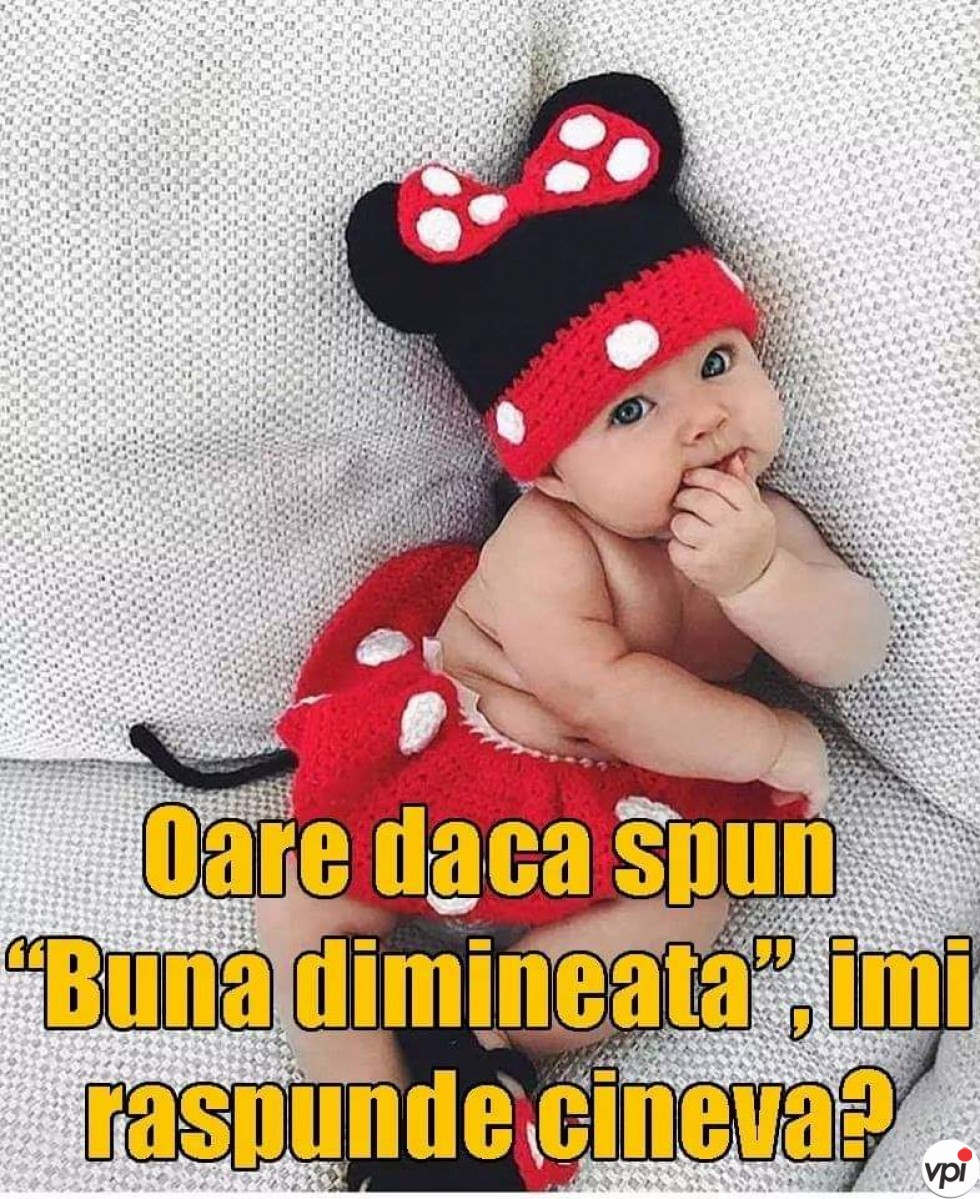 Oare daca spun
“Buna dimineata”, imi
raspunde cineva?
vpi